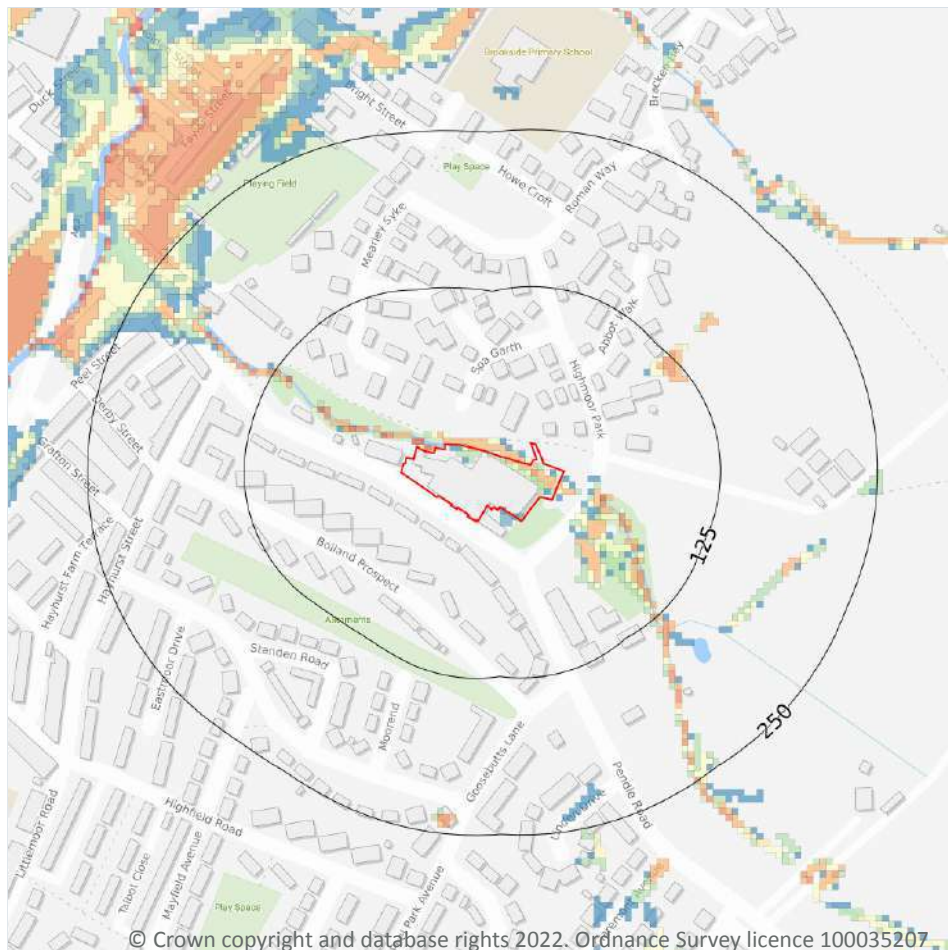 Brookside Primary School
Bright Street
Taylor Street
Duck Street
Bracken Hey
Playing Field
Play Space
Howe Croft
Roman Way
Mearley Syke
Spa Garth
Abbot Walk
Highmoor Park
Peel Street
Derby Street
Grafton Street
Hayhurst Farm Terrace
Hayhurst Street
Bolland Prospect
125
Allotments
Standen Road
Eastmoor Drive
Moorend
250
Goosebutts Lane
Pendle Road
Highfield Road
Littlemoor Road
Talbot Close
Mayfield Avenue
Play Space
Park Avenue
© Crown copyright and database rights 2022. Ordnance Survey licence 100035207.